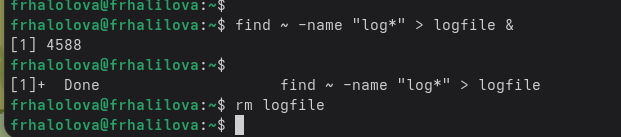 frhalolova@frhalilova:~$
frhalolova@frhalilova:~$ find ~ -name "log*" > logfile &
[1] 4588
frhalolova@frhalilova:~$
[1]+  Done                    find ~ -name "log*" > logfile
frhalolova@frhalilova:~$ rm logfile
frhalolova@frhalilova:~$